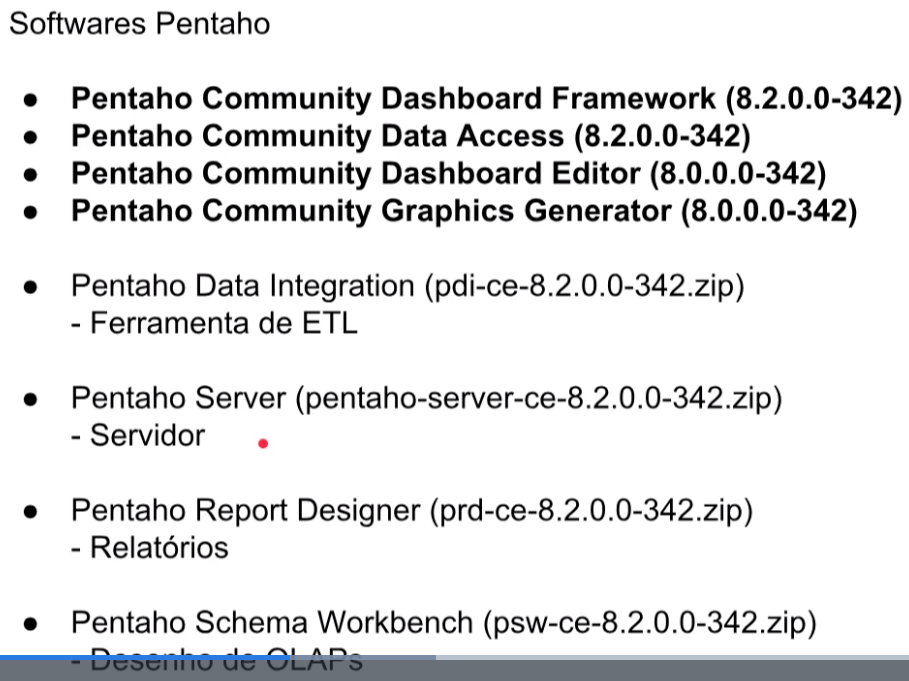 Softwares Pentaho
● Pentaho Community Dashboard Framework (8.2.0.0-342)
● Pentaho Community Data Access (8.2.0.0-342)
● Pentaho Community Dashboard Editor (8.0.0.0-342)
● Pentaho Community Graphics Generator (8.0.0.0-342)
● Pentaho Data Integration (pdi-ce-8.2.0.0-342.zip)
- Ferramenta de ETL
● Pentaho Server (pentaho-server-ce-8.2.0.0-342.zip)
- Servidor
● Pentaho Report Designer (prd-ce-8.2.0.0-342.zip)
- Relatórios
● Pentaho Schema Workbench (psw-ce-8.2.0.0-342.zip)
- Desenho de OLAPs